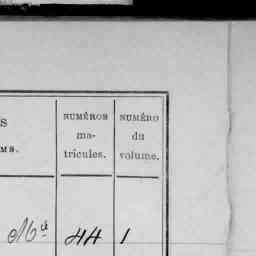 S
MS.
NUMÉROS
ma-
tricules.
NUMÉRO
du
volume.
44 1